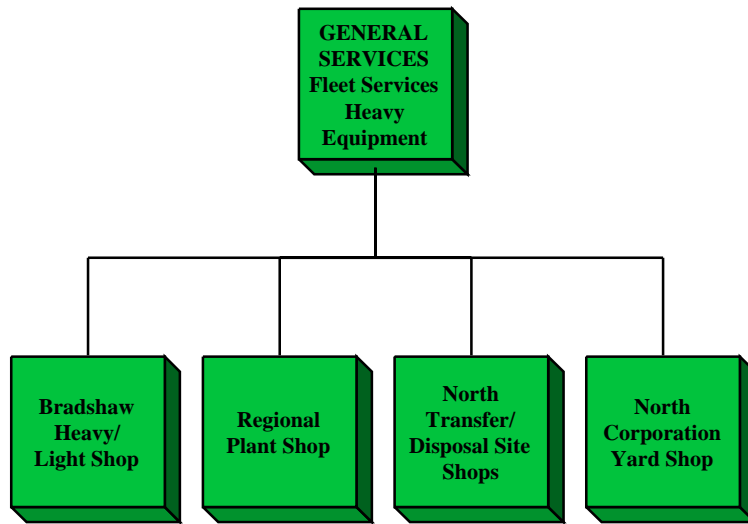 GENERAL
SERVICES
Fleet Services
Heavy
Equipment
Bradshaw
Heavy/
Light Shop
Regional
Plant Shop
North
Transfer/
Disposal Site
Shops
North
Corporation
Yard Shop